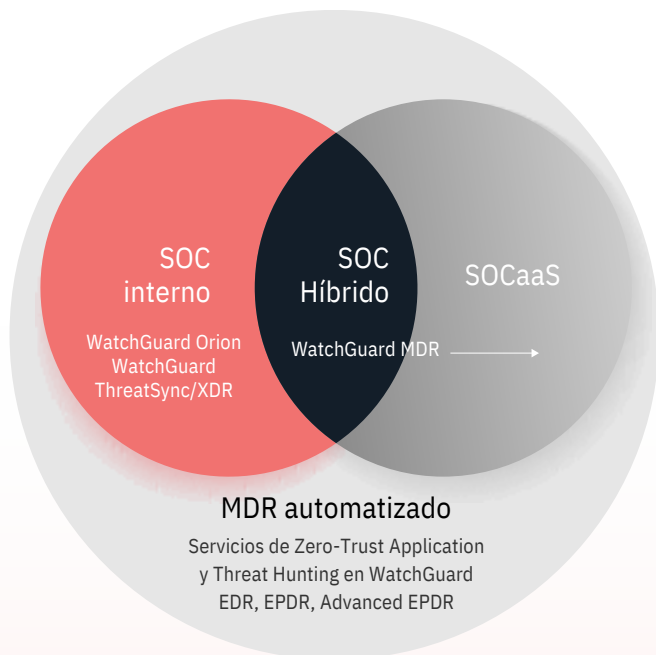 SOC
interno
WatchGuard Orion
WatchGuard
ThreatSync/XDR
SOC
Híbrido
WatchGuard MDR
SOCaaS
MDR automatizado
Servicios de Zero-Trust Application
y Threat Hunting en WatchGuard
EDR, EPDR, Advanced EPDR